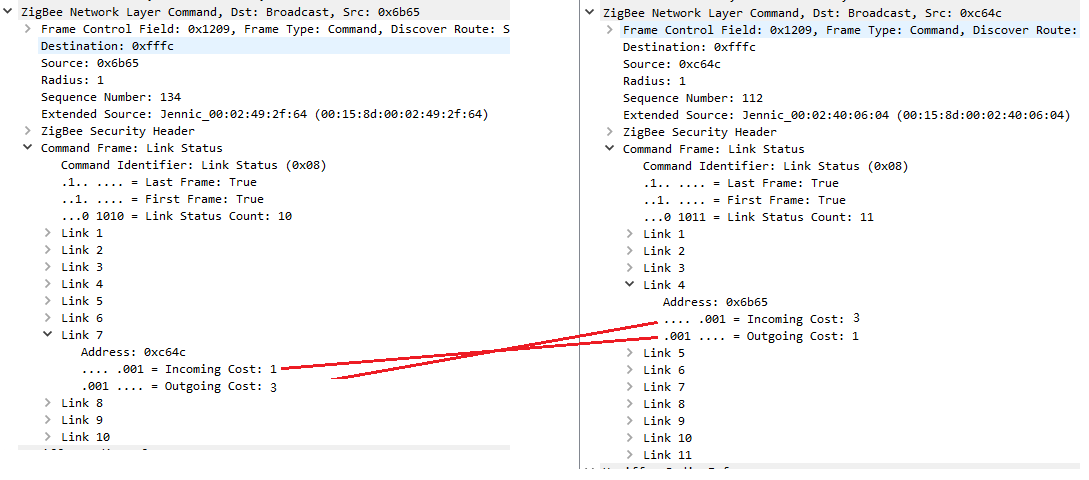 ZigBee Network Layer Command, Dst: Broadcast, Src: 0x6b65
Frame Control Field: 0x1209, Frame Type: Command, Discover Route: S
Destination: 0xfffc
Source: 0x6b65
Radius: 1
Sequence Number: 134
Extended Source: Jennic_00:02:49:2f:64 (00:15:8d:00:02:49:2f:64)
ZigBee Security Header
Command Frame: Link Status
Command Identifier: Link Status (0x08)
.1.. .... = Last Frame: True
..1. .... = First Frame: True
...0 1010 = Link Status Count: 10
Link 1
Link 2
Link 3
Link 4
Link 5
Link 6
Link 7
Address: 0xc64c
.... .001 = Incoming Cost: 1
.001 .... = Outgoing Cost: 3
Link 8
Link 9
Link 10
ZigBee Network Layer Command, Dst: Broadcast, Src: 0xc64c
Frame Control Field: 0x1209, Frame Type: Command, Discover Route:
Destination: 0xfffc
Source: 0xc64c
Radius: 1
Sequence Number: 112
Extended Source: Jennic_00:02:40:06:04 (00:15:8d:00:02:40:06:04)
ZigBee Security Header
Command Frame: Link Status
Command Identifier: Link Status (0x08)
.1.. .... = Last Frame: True
..1. .... = First Frame: True
...0 1011 = Link Status Count: 11
Link 1
Link 2
Link 3
Link 4
Address: 0x6b65
.... .001 = Incoming Cost: 3
.001 .... = Outgoing Cost: 1
Link 5
Link 6
Link 7
Link 8
Link 9
Link 10
Link 11